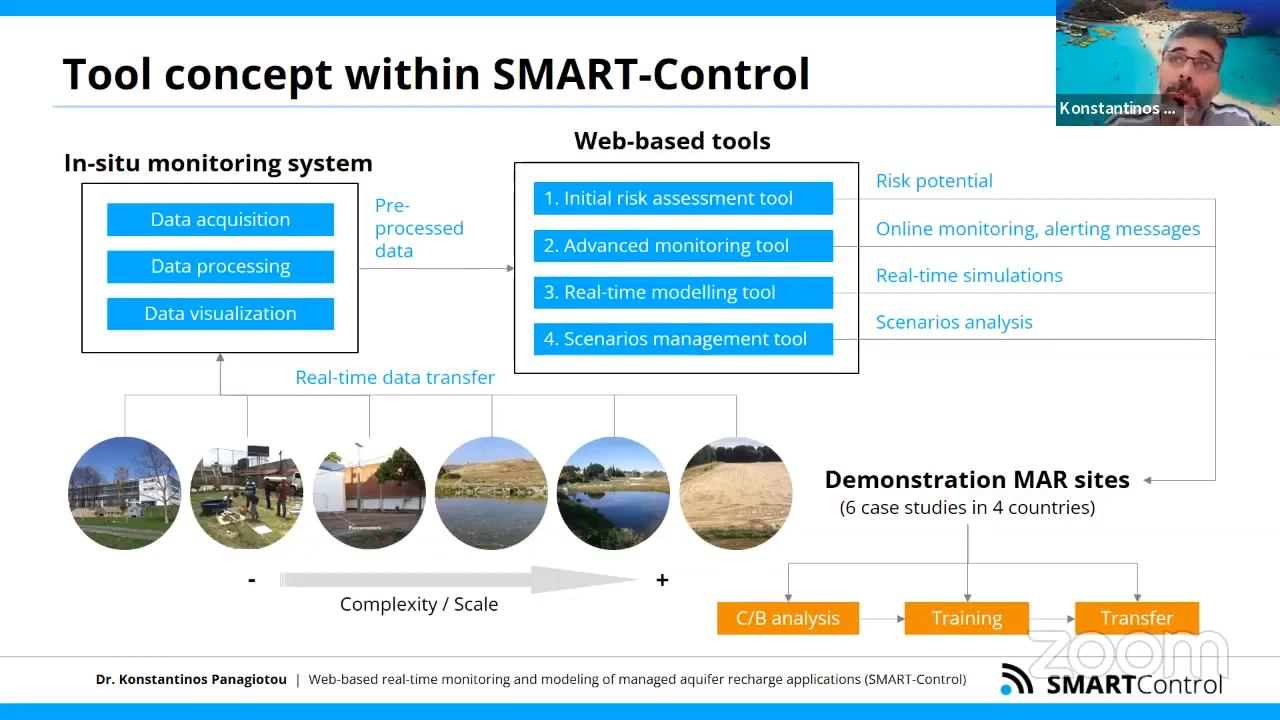 Tool concept within SMART-Control
Konstantinos ...
In-situ monitoring system
Data acquisition
Data processing
Data visualization
Pre-
processed
data
Web-based tools
1. Initial risk assessment tool
2. Advanced monitoring tool
3. Real-time modelling tool
4. Scenarios management tool
Risk potential
Online monitoring, alerting messages
Real-time simulations
Scenarios analysis
Real-time data transfer
Piezometers
Demonstration MAR sites
(6 case studies in 4 countries)
- +
Complexity / Scale
C/B analysis
Training
Transfer
zoom
Dr. Konstantinos Panagiotou | Web-based real-time monitoring and modeling of managed aquifer recharge applications (SMART-Control)
SMARTControl